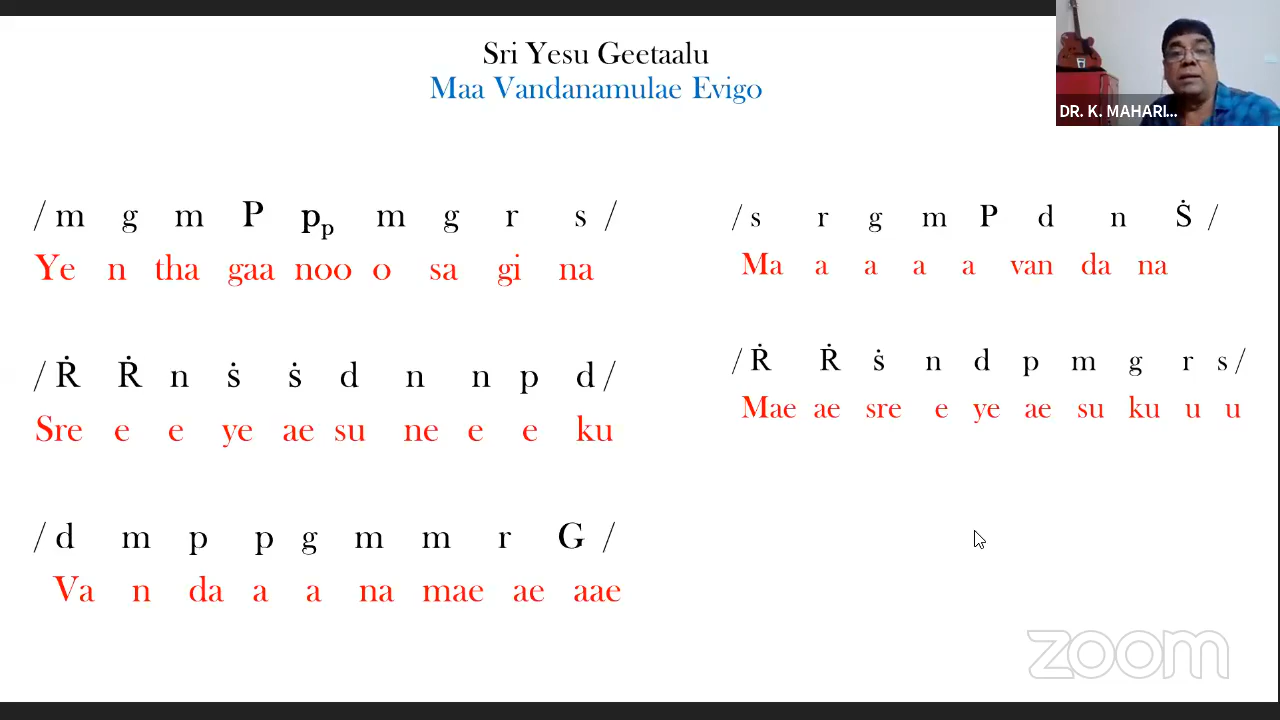 Sri Yesu Geetaalu
Maa Vandanamulae Evigo
DR. K. MAHARI...
/ m g m P pp m g r s /
Ye n tha gaa noo o sa gi na
/ Ṙ Ṙ n ṡ ṡ d n n p d /
Sre e e ye ae su ne e e ku
/ d m p p g m m r G /
Va n da a a na mae ae aae
/ s r g m P d n Ṡ /
Ma a a a a van da na
/ Ṙ Ṙ ṡ n d p m g r s /
Mae ae sre e ye ae su ku u u
zoom